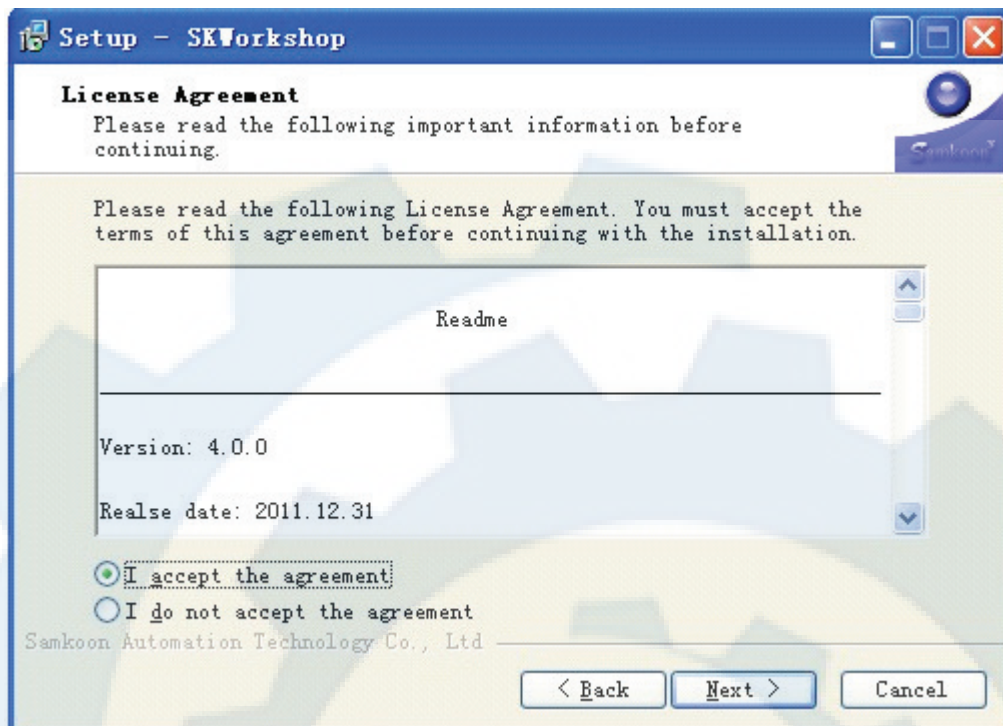 Setup - SKWorkshop
License Agreement
Please read the following important information before
continuing.
Samkoon
Please read the following License Agreement. You must accept the
terms of this agreement before continuing with the installation.
Readme
Version: 4.0.0
Realse date: 2011.12.31
I accept the agreement
I do not accept the agreement
Samkoon Automation Technology Co., Ltd
< Back
Next >
Cancel